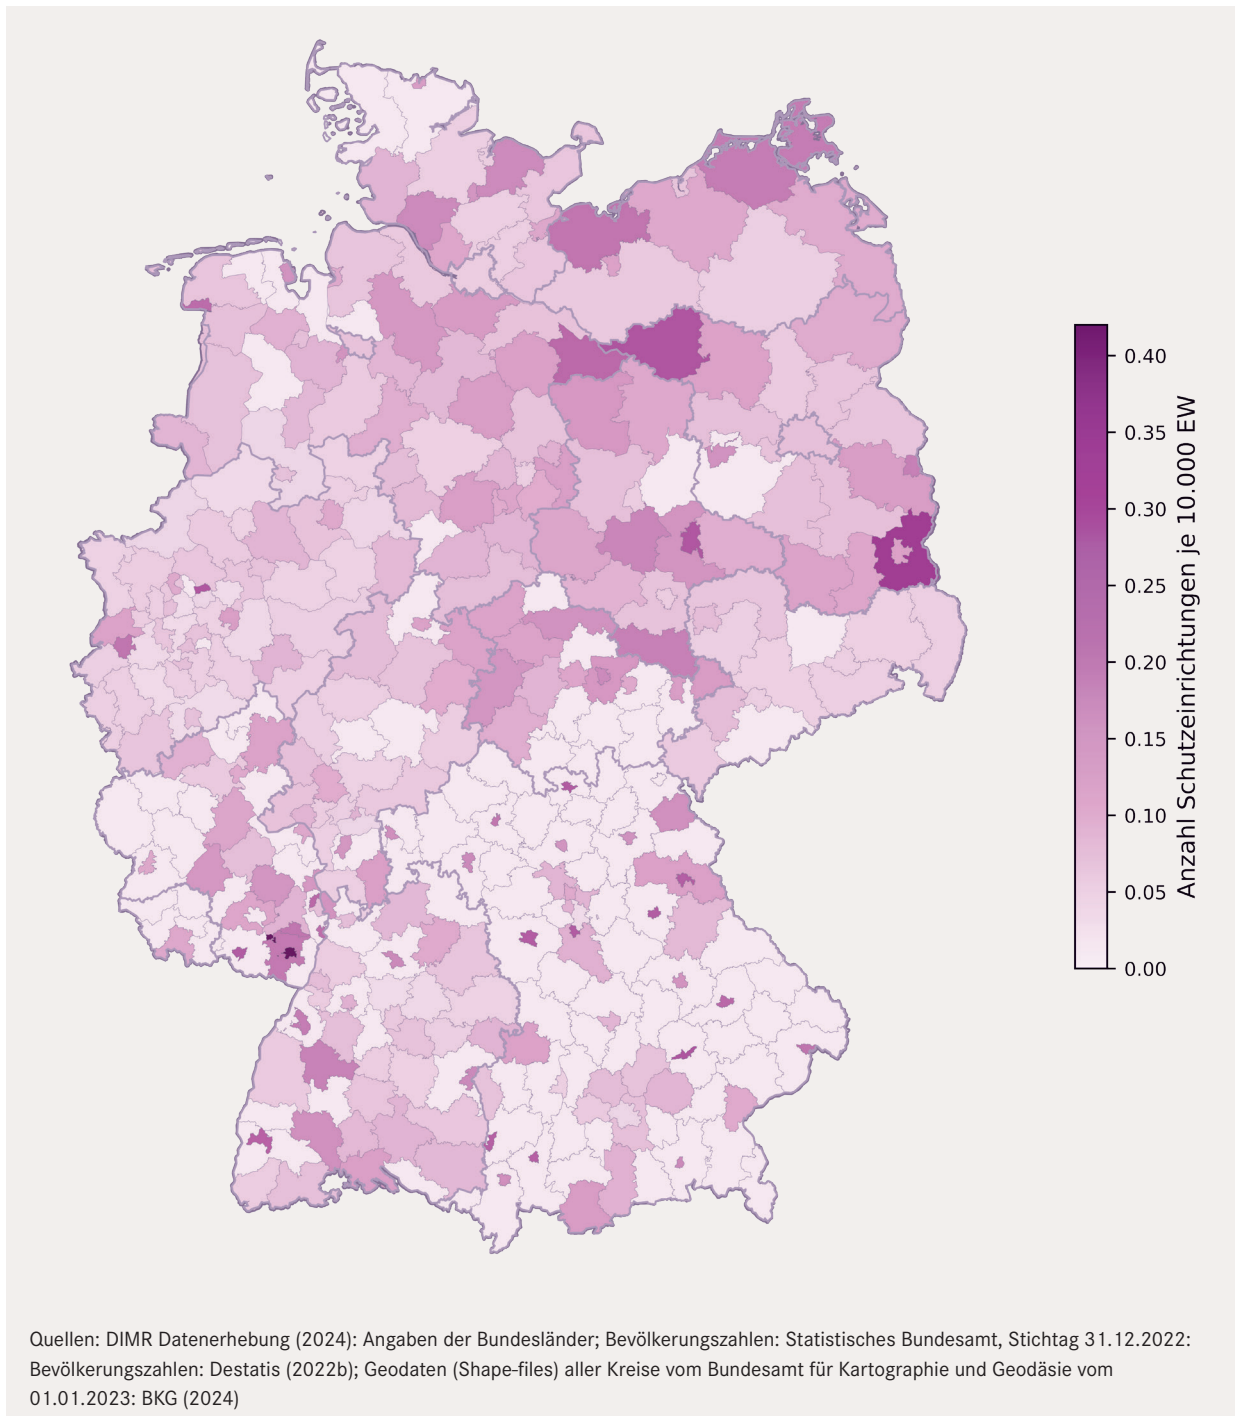 0.40
0.35
0.30
0.25
0.20
0.15
0.10
0.05
0.00
Anzahl Schutzeinrichtungen je 10.000 EW
Quellen: DIMR Datenerhebung (2024): Angaben der Bundesländer; Bevölkerungszahlen: Statistisches Bundesamt, Stichtag 31.12.2022:
Bevölkerungszahlen: Destatis (2022b); Geodaten (Shape-files) aller Kreise vom Bundesamt für Kartographie und Geodäsie vom
01.01.2023: BKG (2024)